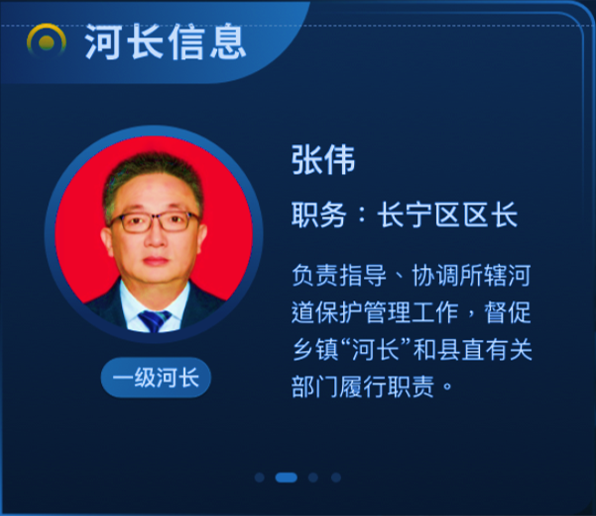 河长信息
张伟
职务：长宁区区长
负责指导、协调所辖河
道保护管理工作，督促
乡镇“河长”和县直有关
部门履行职责。
一级河长